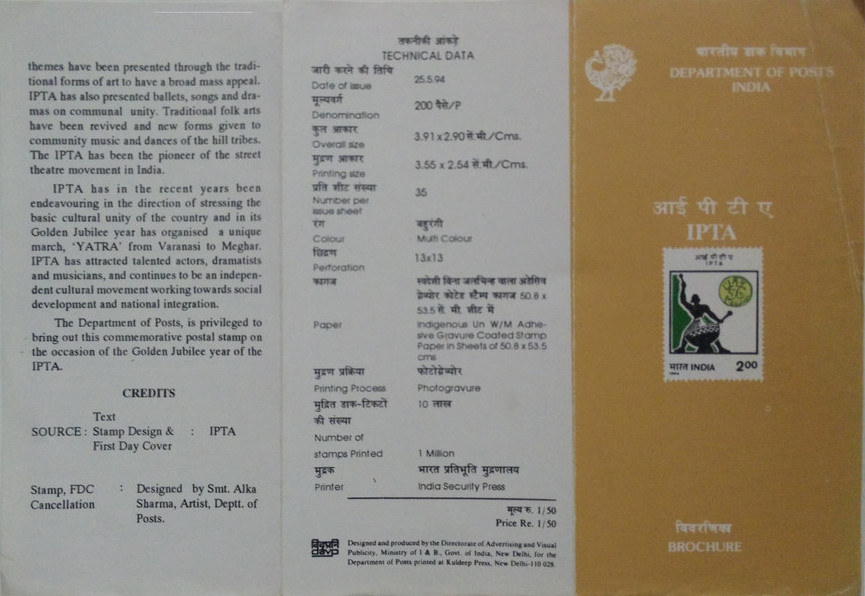 themes have been presented through the tradi-
tional forms of art to have a broad mass appeal.
IPTA has also presented ballets, songs and dra-
mas on communal unity. Traditional folk arts
have been revived and new forms given to
community music and dances of the hill tribes.
The IPTA has been the pioneer of the street
theatre movement in India.
IPTA has in the recent years been
endeavouring in the direction of stressing the
basic cultural unity of the country and in its
Golden Jubilee year has organised a unique
march, 'YATRA' from Varanasi to Meghar.
IPTA has attracted talented actors, dramatists
and musicians, and continues to be an indepen-
dent cultural movement working towards social
development and national integration.
The Department of Posts, is privileged to
bring out this commemorative postal stamp on
the occasion of the Golden Jubilee year of the
IPTA.
CREDITS
Text
SOURCE : Stamp Design & : IPTA
First Day Cover
Stamp, FDC : Designed by Smt. Alka
Cancellation Sharma, Artist, Deptt. of
Posts.
तकनीकी आंकड़े
TECHNICAL DATA
जारी करने की तिथि
Date of issue 25.5.94
मूल्यवर्ग
Denomination 200 पैसे/P
कुल आकार
Overall size 3.91 x 2.90 सें.मी./Cms.
मुद्रण आकार
Printing size 3.55 x 2.54 सें.मी./Cms.
प्रति शीट संख्या
Number per 35
issue sheet
रंग बहुरंगी
Colour Multi Colour
छिद्रण
Perforation 13x13
कागज स्वदेशी बिना जलचिन्ह वाला
ग्रेव्योर कोटेड स्टैम्प कागज 50.8 x
53.5 सें. मी. शीट में
Paper Indigenous Un W/M Adhe-
sive Gravure Coated Stamp
Paper in Sheets of 50.8 x 53.5
cms
मुद्रण प्रक्रिया फोटोग्रेव्योर
Printing Process Photogravure
मुद्रित डाक-टिकटों 10 लाख
की संख्या
Number of
stamps Printed 1 Million
मुद्रक भारत प्रतिभूति मुद्रणालय
Printer India Security Press
मूल्य रु. 1/50
Price Re. 1/50
Designed and produced by the Directorate of Advertising and Visual
Publicity, Ministry of I & B., Govt. of India, New Delhi, for the
Department of Posts printed at Kuldeep Press, New Delhi-110 028.
भारतीय डाक विभाग
DEPARTMENT OF POSTS
INDIA
आई पी टी ए
IPTA
आई पी टी ए
IPTA
भारत INDIA 200
1994
विवरणिका
BROCHURE